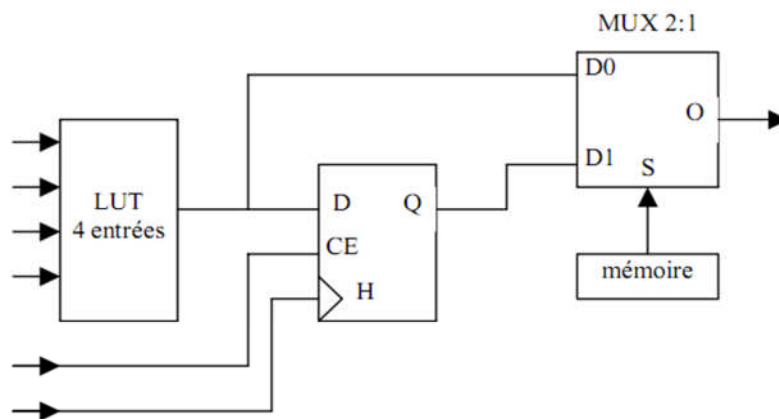 MUX 2:1
D0
O
D1
S
LUT
4 entrées
D
Q
CE
H
mémoire